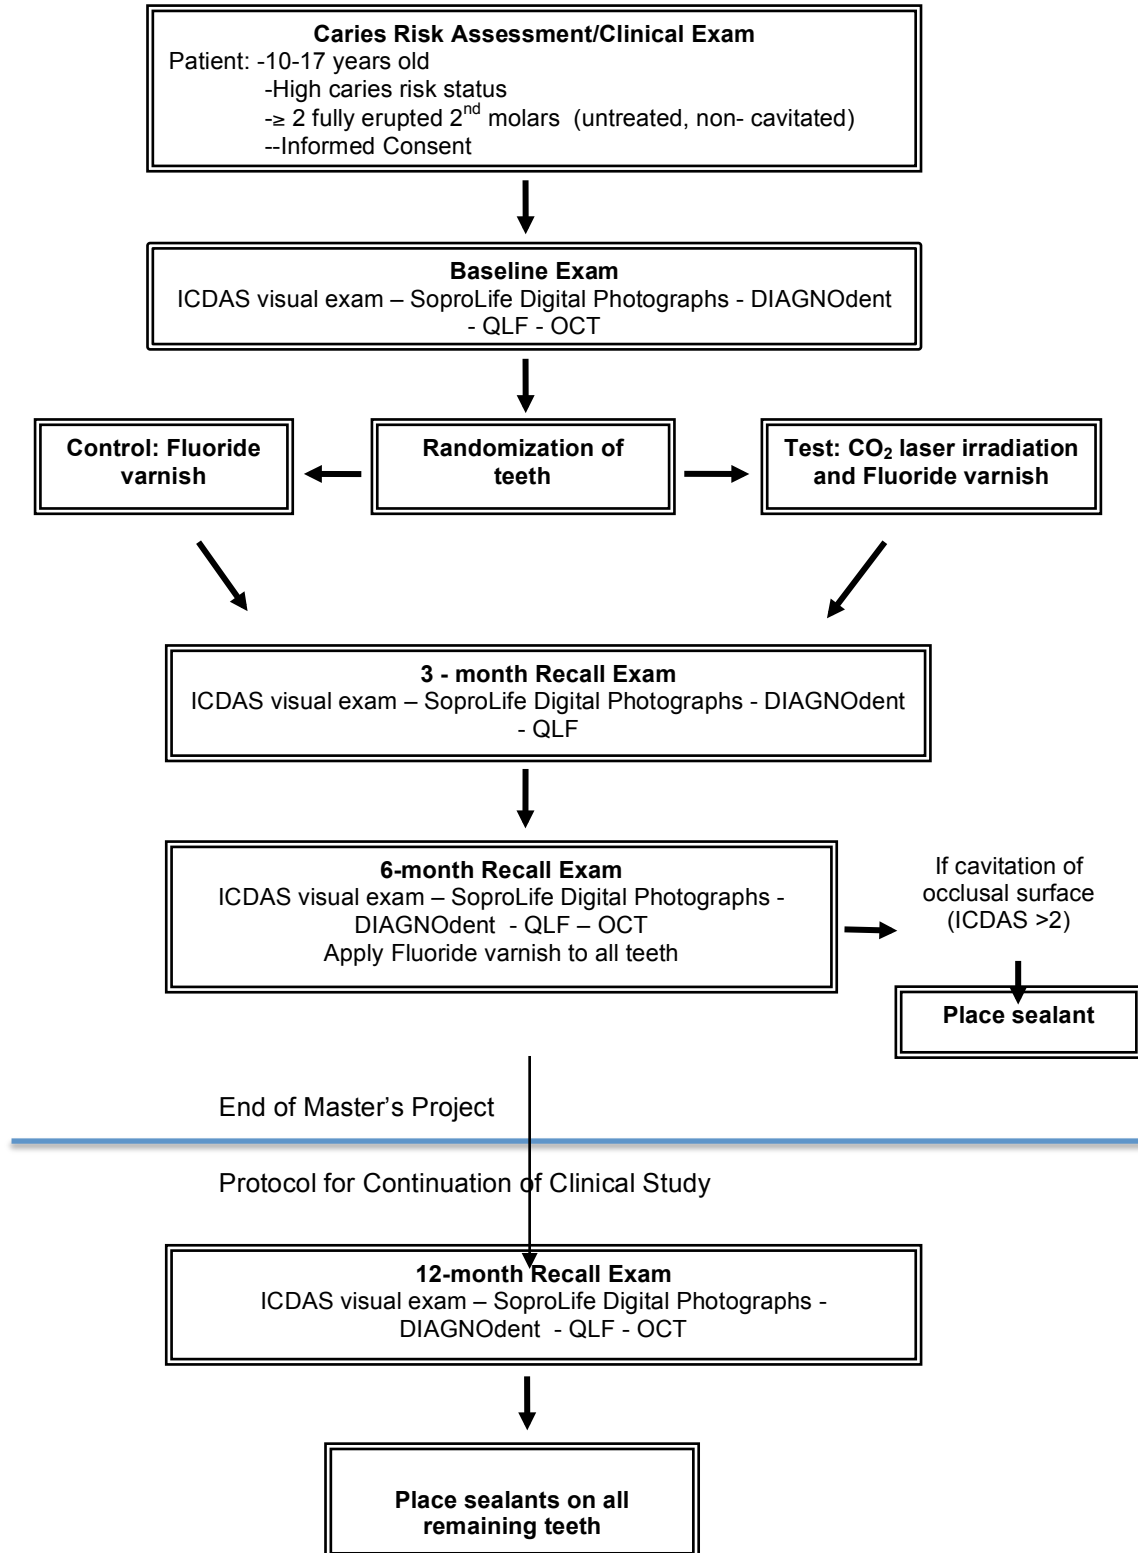 Caries Risk Assessment/Clinical Exam
Patient: -10-17 years old
-High caries risk status
-≥ 2 fully erupted 2nd molars (untreated, non- cavitated)
--Informed Consent
Baseline Exam
ICDAS visual exam – SoproLife Digital Photographs - DIAGNOdent
- QLF - OCT
Control: Fluoride
varnish
Randomization of
teeth
Test: CO₂ laser irradiation
and Fluoride varnish
3 - month Recall Exam
ICDAS visual exam – SoproLife Digital Photographs - DIAGNOdent
- QLF
6-month Recall Exam
ICDAS visual exam – SoproLife Digital Photographs -
DIAGNOdent - QLF – OCT
Apply Fluoride varnish to all teeth
If cavitation of
occlusal surface
(ICDAS >2)
Place sealant
End of Master’s Project
Protocol for Continuation of Clinical Study
12-month Recall Exam
ICDAS visual exam – SoproLife Digital Photographs -
DIAGNOdent - QLF - OCT
Place sealants on all
remaining teeth